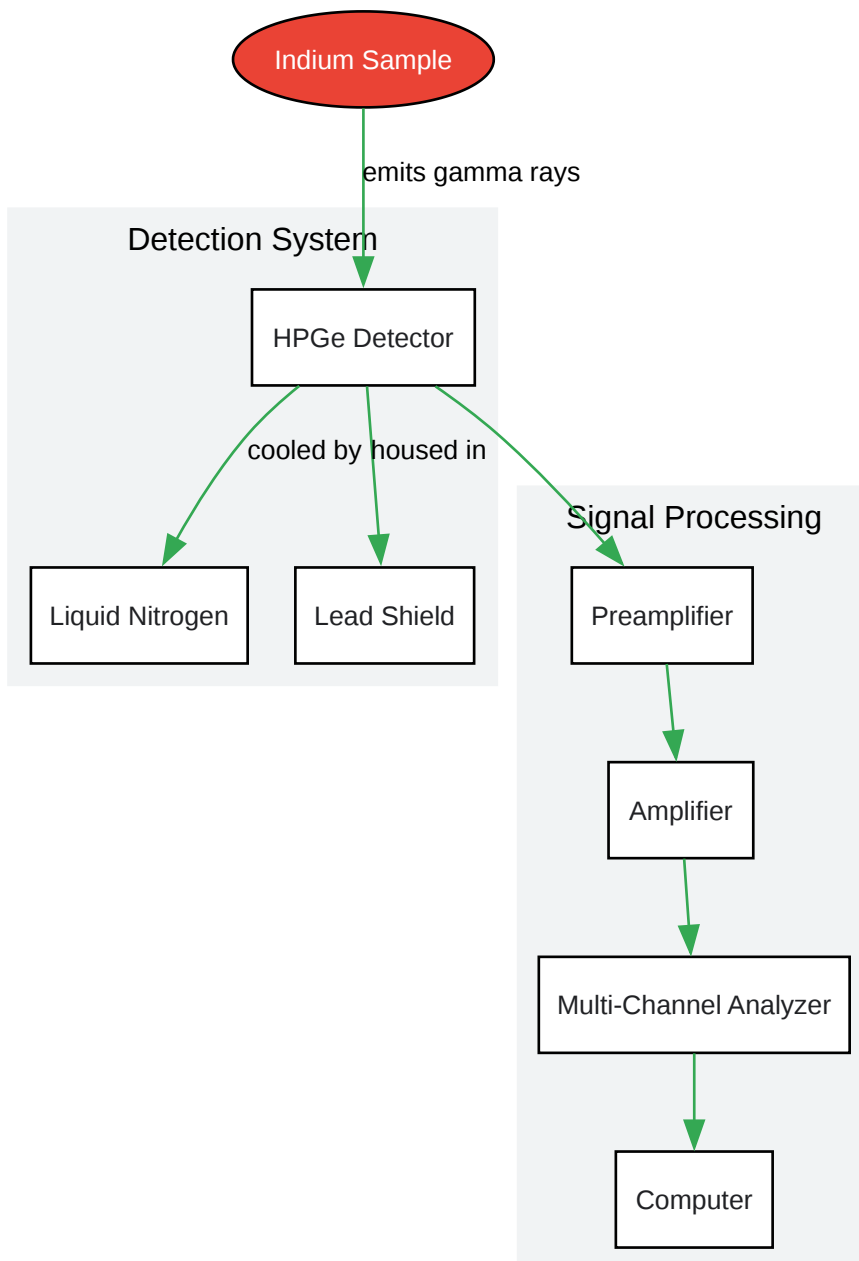 Indium Sample
emits gamma rays
Detection System
HPGe Detector
cooled by
housed in
Signal Processing
Liquid Nitrogen
Lead Shield
Preamplifier
Amplifier
Multi-Channel Analyzer
Computer